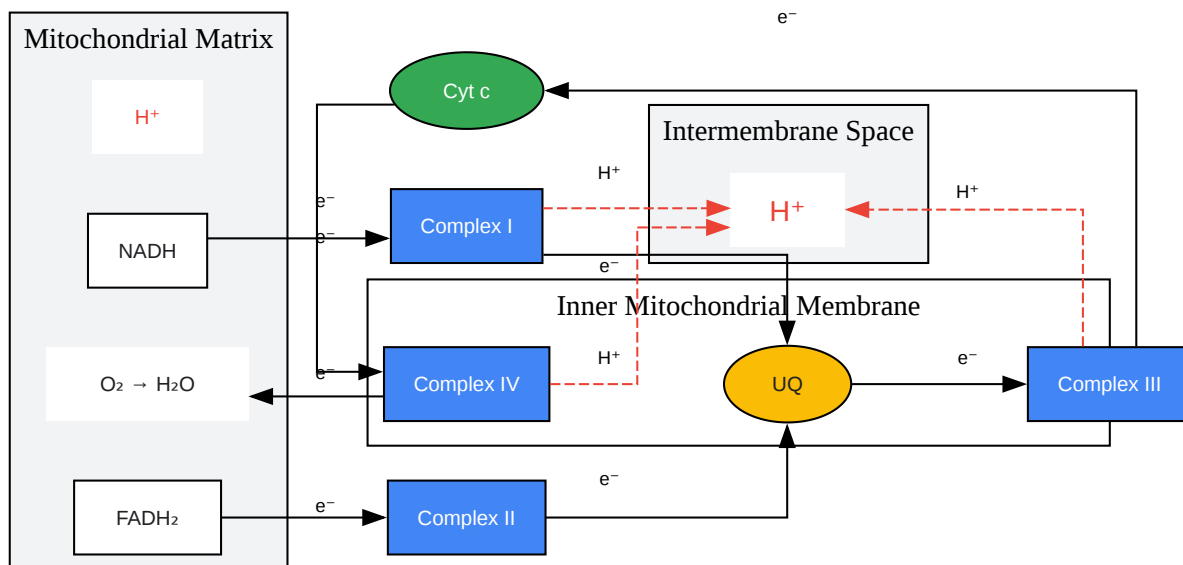 e⁻
Mitochondrial Matrix
Cyt c
H⁺
Intermembrane Space
H⁺
H⁺
e⁻
H⁺
Complex I
e⁻
NADH
e⁻
Inner Mitochondrial Membrane
H⁺
e⁻
e⁻
O₂ → H₂O
Complex IV
UQ
Complex III
e⁻
e⁻
FADH₂
Complex II